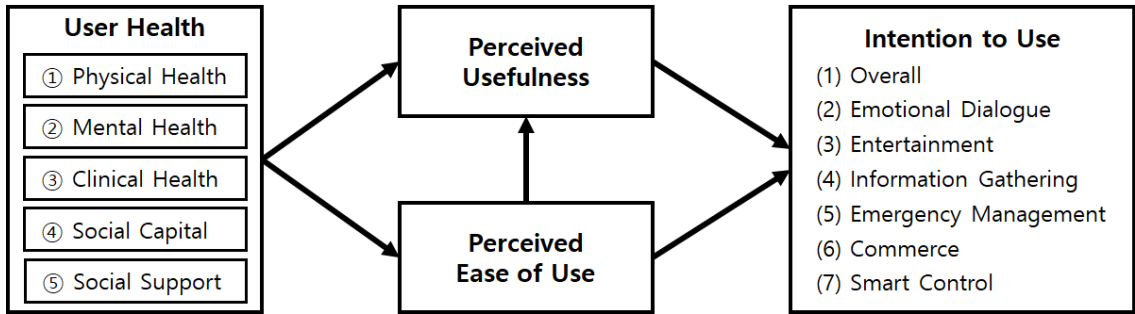 User Health
① Physical Health
② Mental Health
③ Clinical Health
④ Social Capital
⑤ Social Support
Perceived
Usefulness
Perceived
Ease of Use
Intention to Use
(1) Overall
(2) Emotional Dialogue
(3) Entertainment
(4) Information Gathering
(5) Emergency Management
(6) Commerce
(7) Smart Control